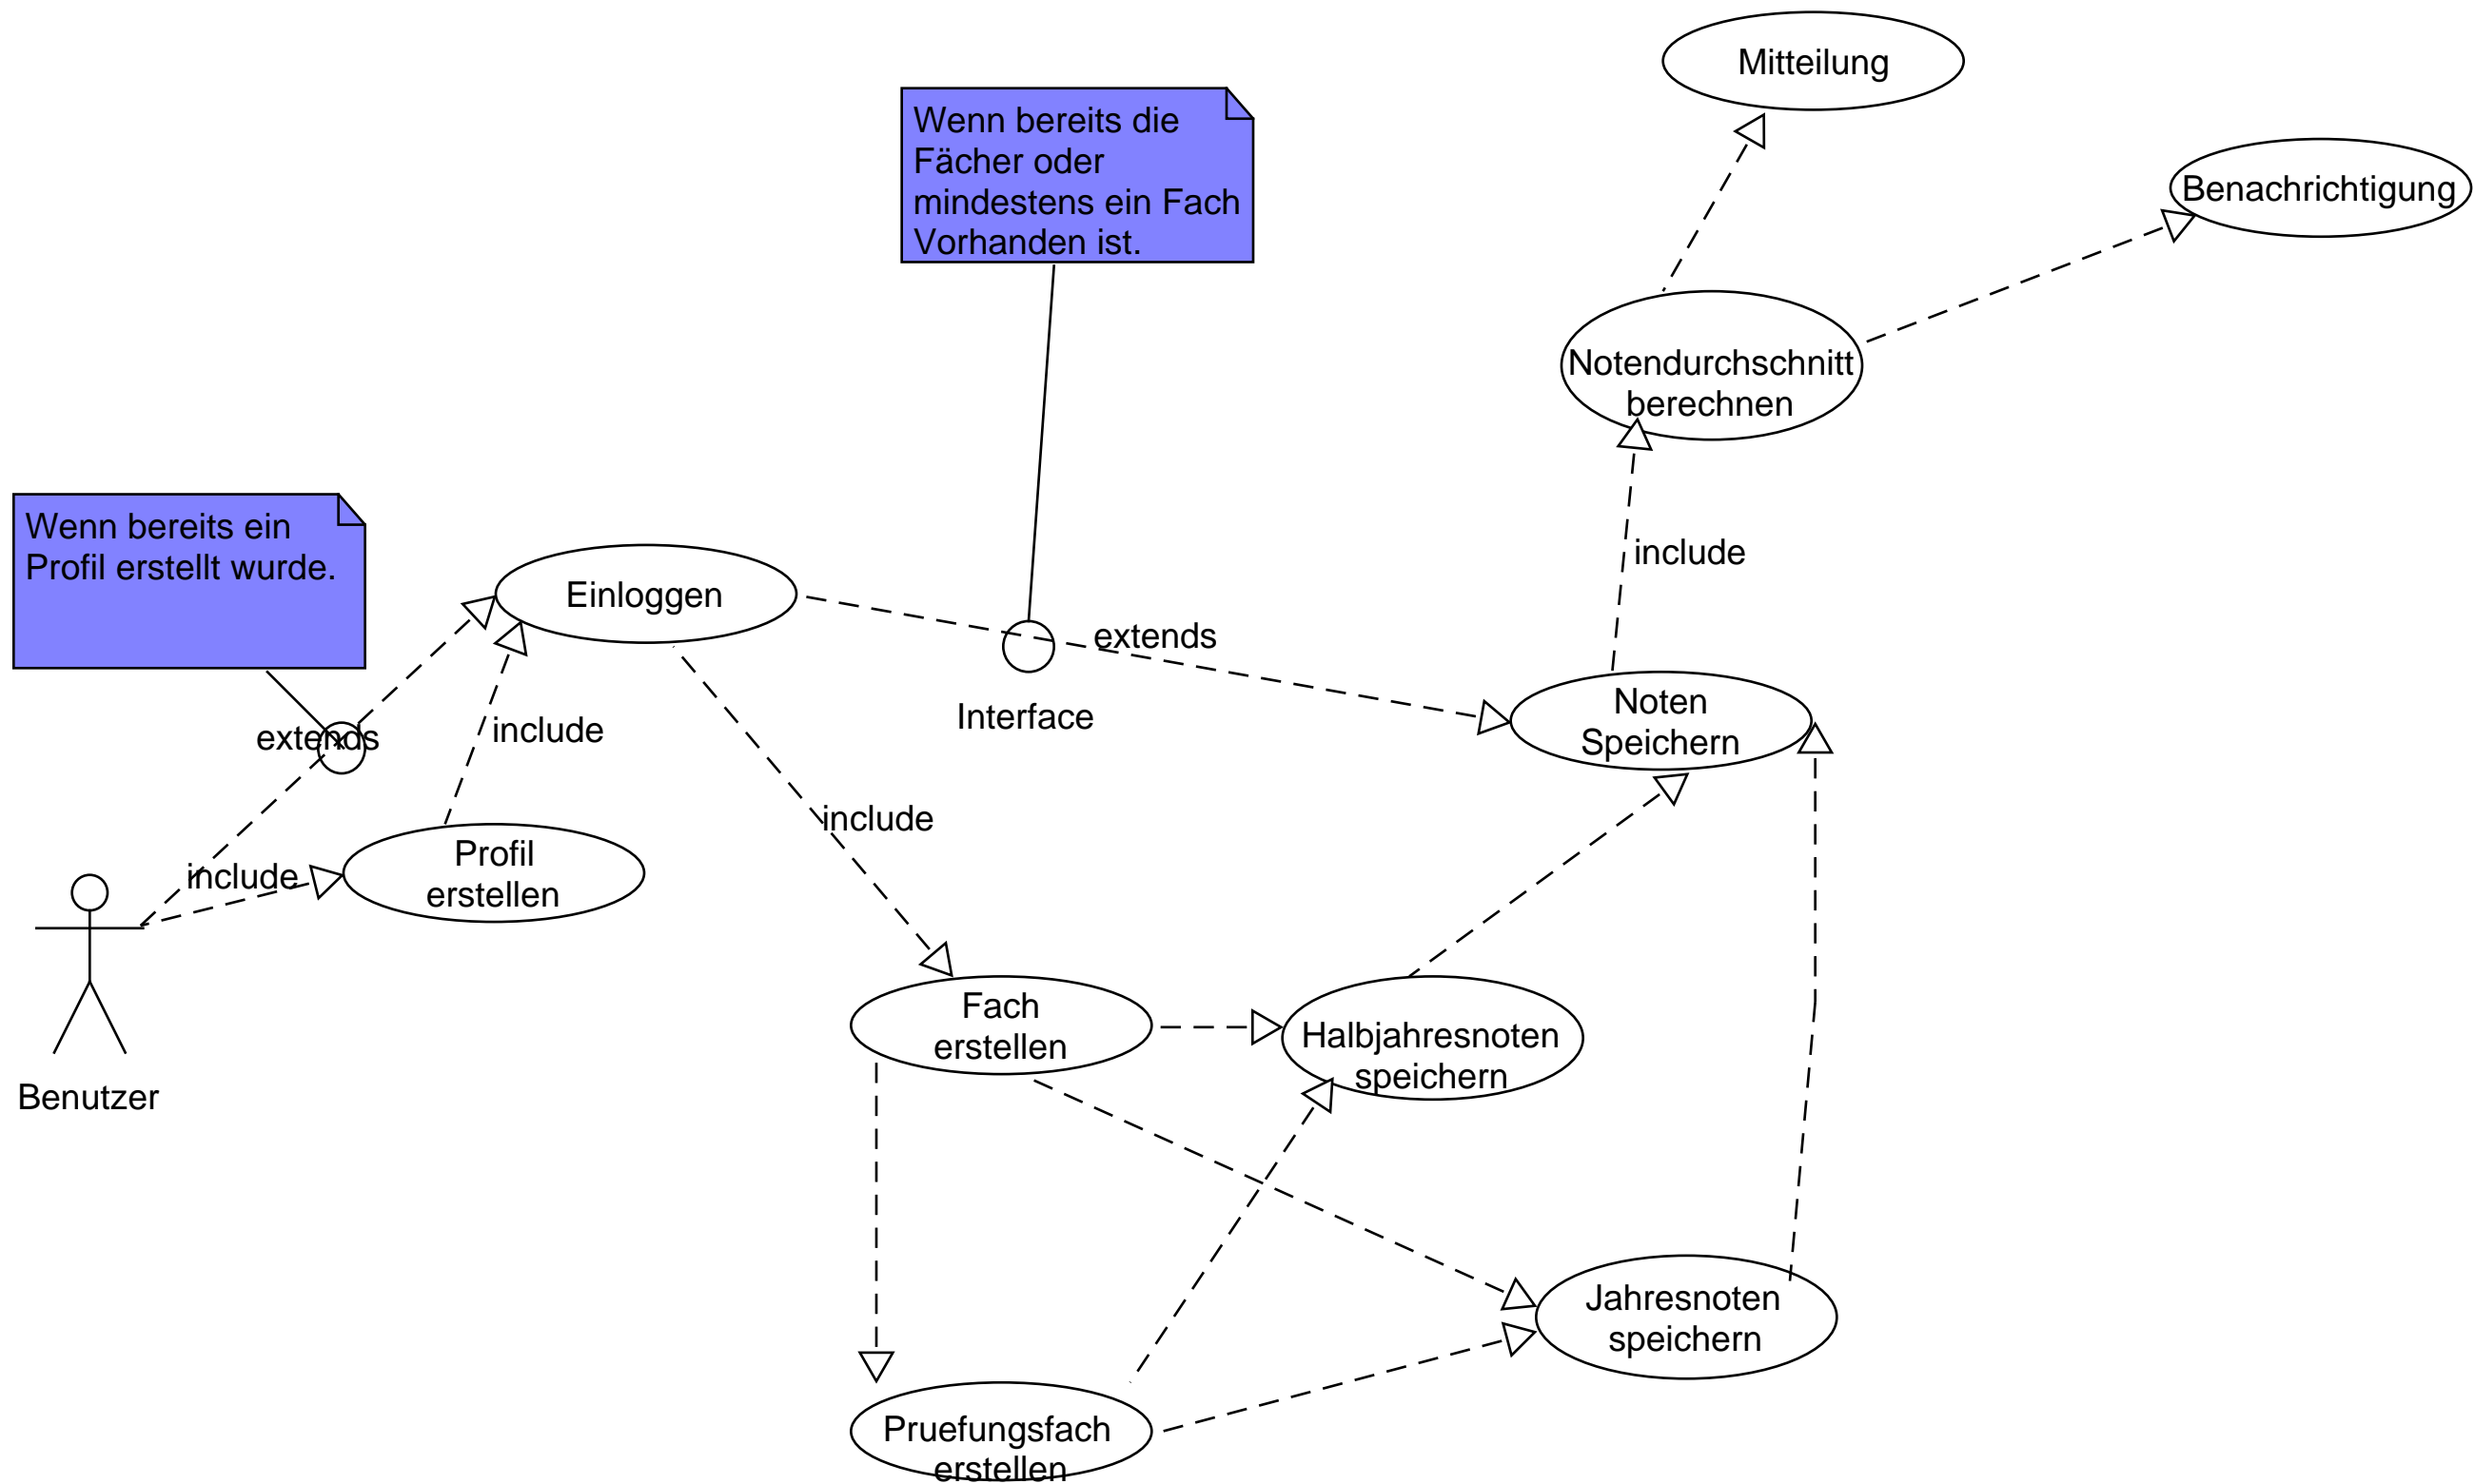 Mitteilung
Wenn bereits die
Fächer oder
mindestens ein Fach
Vorhanden ist.
Benachrichtigung
Notendurchschnitt
berechnen
Wenn bereits ein
Profil erstellt wurde.
include
Einloggen
extends
Noten
Speichern
Interface
include
extends
include
Profil
erstellen
include
Fach
erstellen
Halbjahresnoten
speichern
Benutzer
Jahresnoten
speichern
Pruefungsfach
erstellen